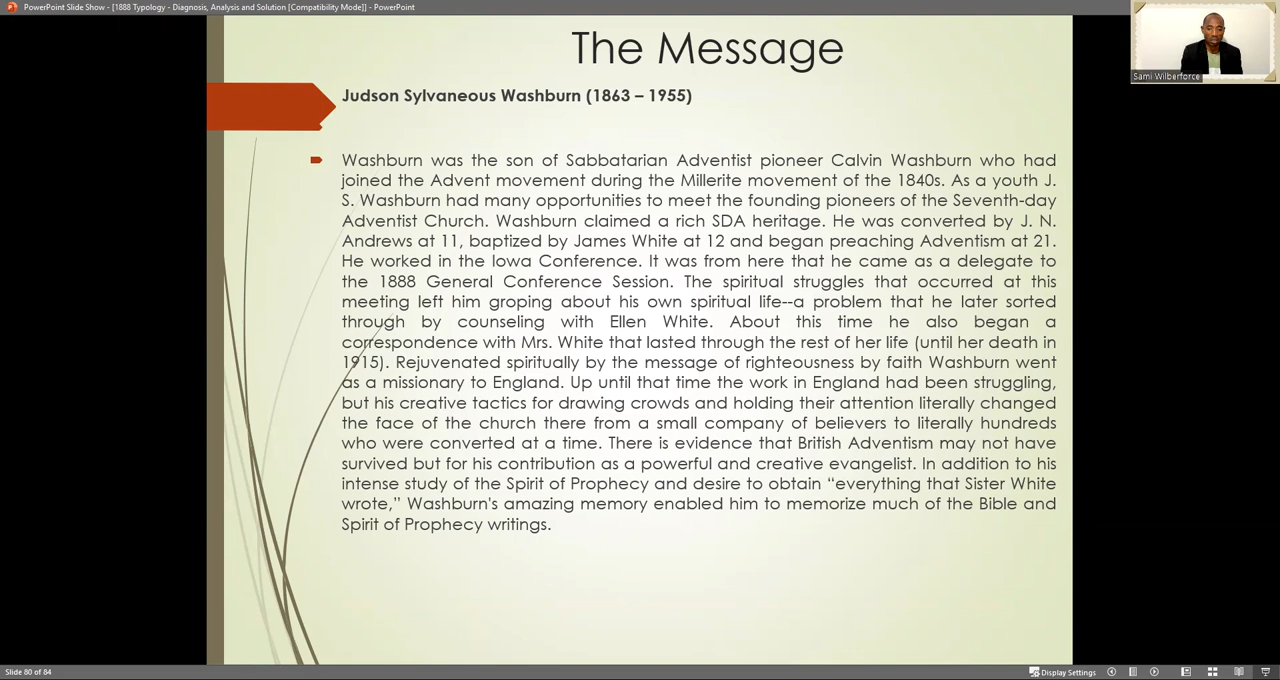 PowerPoint Slide Show - [1888 Typology - Diagnosis, Analysis and Solution [Compatibility Mode]] - PowerPoint
The Message
Sami Wilberforce
Judson Sylvaneous Washburn (1863 – 1955)
Washburn was the son of Sabbatarian Adventist pioneer Calvin Washburn who had
joined the Advent movement during the Millerite movement of the 1840s. As a youth J.
S. Washburn had many opportunities to meet the founding pioneers of the Seventh-day
Adventist Church. Washburn claimed a rich SDA heritage. He was converted by J. N.
Andrews at 11, baptized by James White at 12 and began preaching Adventism at 21.
He worked in the Iowa Conference. It was from here that he came as a delegate to
the 1888 General Conference Session. The spiritual struggles that occurred at this
meeting left him groping about his own spiritual life--a problem that he later sorted
through by counseling with Ellen White. About this time he also began a
correspondence with Mrs. White that lasted through the rest of her life (until her death in
1915). Rejuvenated spiritually by the message of righteousness by faith Washburn went
as a missionary to England. Up until that time the work in England had been struggling,
but his creative tactics for drawing crowds and holding their attention literally changed
the face of the church there from a small company of believers to literally hundreds
who were converted at a time. There is evidence that British Adventism may not have
survived but for his contribution as a powerful and creative evangelist. In addition to his
intense study of the Spirit of Prophecy and desire to obtain “everything that Sister White
wrote,” Washburn's amazing memory enabled him to memorize much of the Bible and
Spirit of Prophecy writings.
Slide 80 of 84
Display Settings